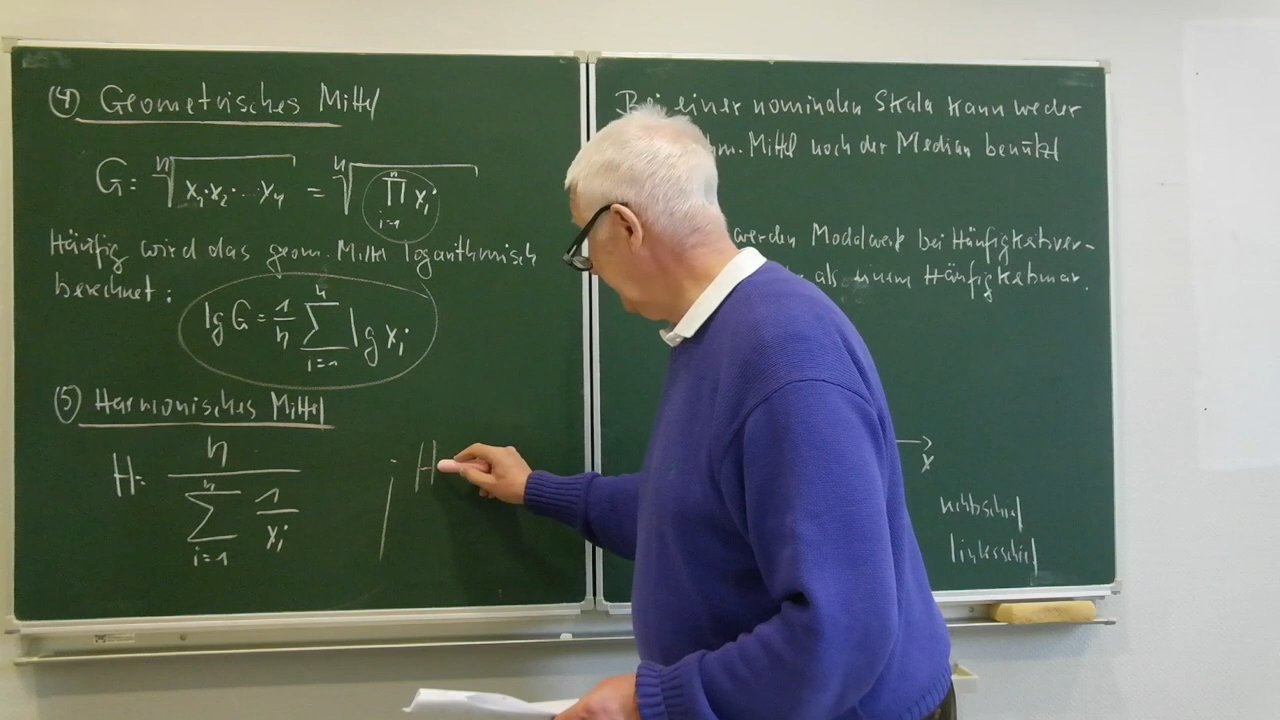 (4) Geometrisches Mittel
G = ⁿ√(x₁·x₂· … xₙ) = ⁿ√(∏ᵢ₌₁ⁿ xᵢ)
Häufig wird das geom. Mittel logarithmisch
berechnet:
lg G = 1/n ∑ᵢ₌₁ⁿ lg xᵢ
(5) Harmonisches Mittel
H = n / (∑ᵢ₌₁ⁿ 1/xᵢ) ; H
Bei einer nominalen Skala kann weder
hm. Mittel noch der Median benützt
werden Modalwert bei Häufigkeitsver-
als einem Häufigkeitsmax.
x
rechtsschief
linksschief